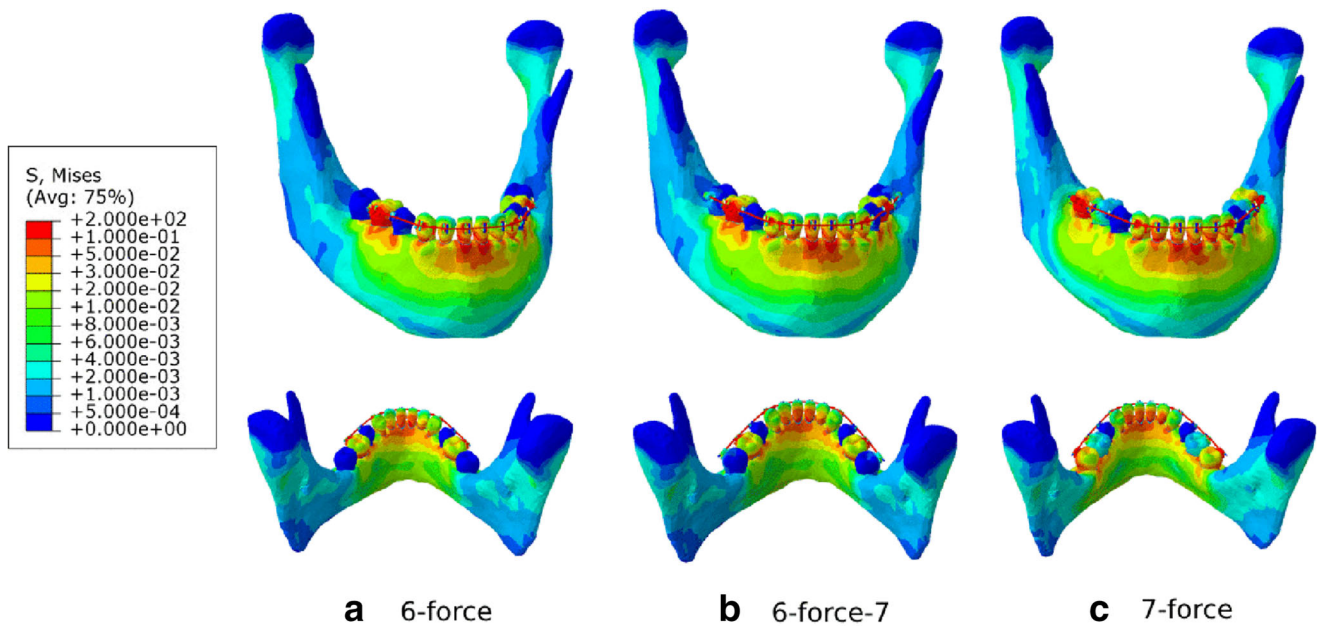 S, Mises
(Avg: 75%)
+2.000e+02
+1.000e-01
+5.000e-02
+3.000e-02
+2.000e-02
+1.000e-02
+8.000e-03
+6.000e-03
+4.000e-03
+2.000e-03
+1.000e-03
+5.000e-04
+0.000e+00
a 6-force
b 6-force-7
c 7-force